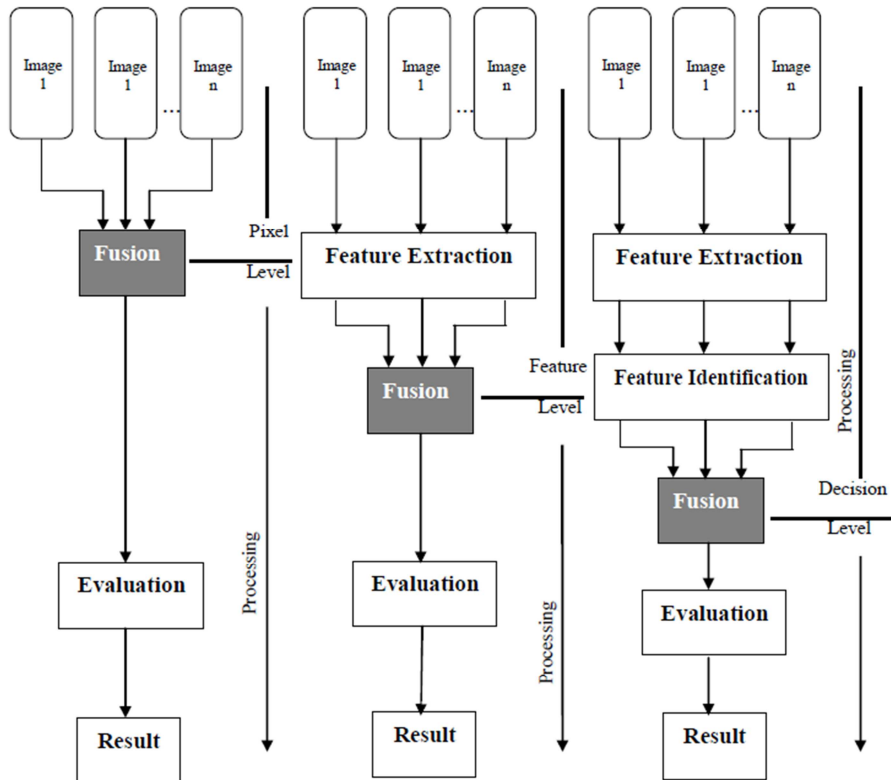 Image
1
Image
1
...
Image
n
Fusion
Pixel
Level
Processing
Evaluation
Result
Image
1
Image
1
...
Image
n
Feature Extraction
Fusion
Feature
Level
Processing
Evaluation
Result
Image
1
Image
1
...
Image
n
Feature Extraction
Feature Identification
Processing
Fusion
Decision
Level
Evaluation
Result